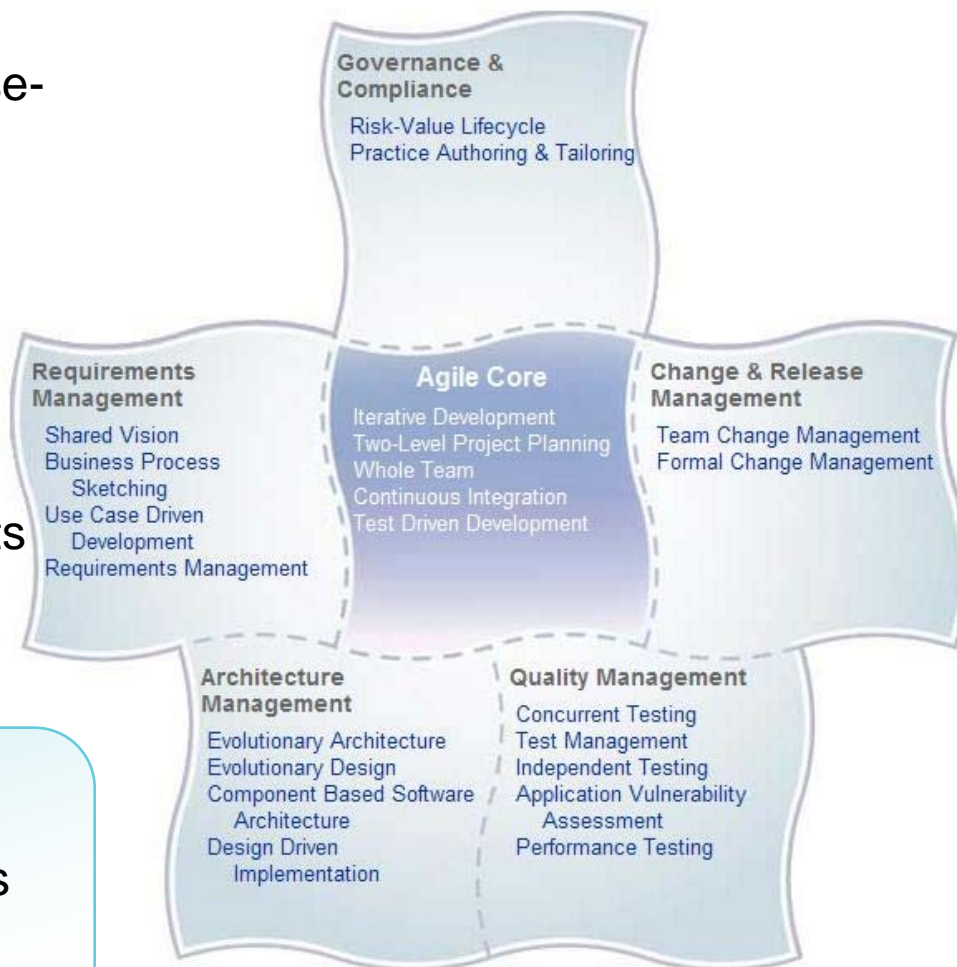 se-
Governance &
Compliance
Risk-Value Lifecycle
Practice Authoring & Tailoring
Requirements
Management
Shared Vision
Business Process
Sketching
Use Case Driven
Development
Requirements Management
Agile Core
Iterative Development
Two-Level Project Planning
Whole Team
Continuous Integration
Test Driven Development
Change & Release
Management
Team Change Management
Formal Change Management
Architecture
Management
Evolutionary Architecture
Evolutionary Design
Component Based Software
Architecture
Design Driven
Implementation
Quality Management
Concurrent Testing
Test Management
Independent Testing
Application Vulnerability
Assessment
Performance Testing